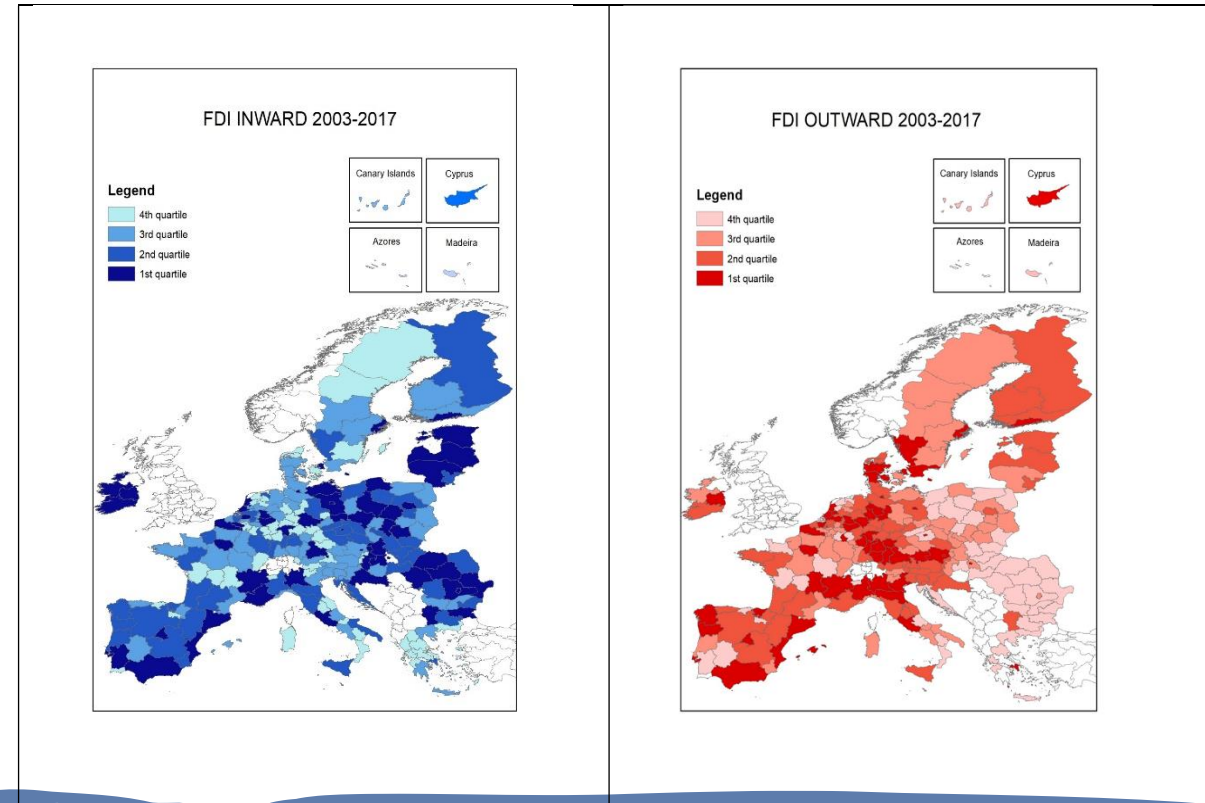 FDI INWARD 2003-2017
Canary Islands
Cyprus
Legend
4th quartile
3rd quartile
2nd quartile
1st quartile
Azores
Madeira
FDI OUTWARD 2003-2017
Canary Islands
Cyprus
Legend
4th quartile
3rd quartile
2nd quartile
1st quartile
Azores
Madeira